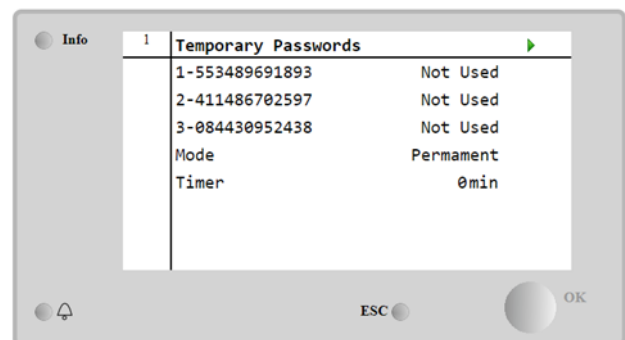 Info
1 Temporary Passwords
1-553489691893 Not Used
2-411486702597 Not Used
3-084430952438 Not Used
Mode Permament
Timer 0min
ESC
OK